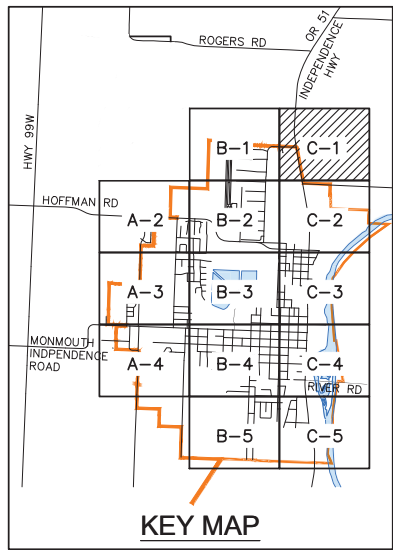 ROGERS RD
OR 51
INDEPENDENCE
HWY
HWY 99W
B-1
C-1
HOFFMAN RD
A-2
B-2
C-2
A-3
B-3
C-3
MONMOUTH
INDPENDENCE
ROAD
A-4
B-4
C-4
RIVER RD
B-5
C-5
KEY MAP